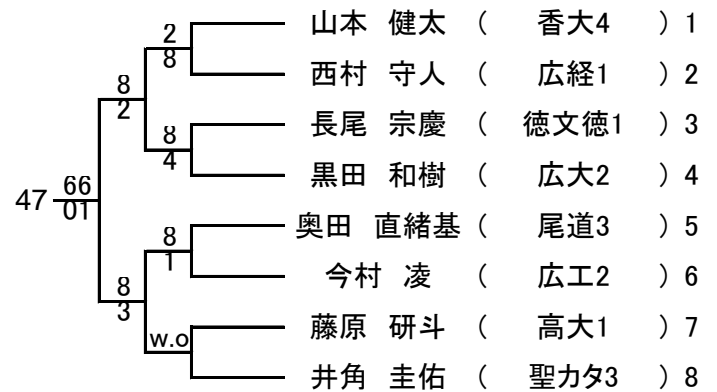 山本 健太 ( 香大4 ) 1
2
8
西村 守人 ( 広経1 ) 2
8
2
長尾 宗慶 ( 徳文徳1 ) 3
8
4
黒田 和樹 ( 広大2 ) 4
47 66
01
奥田 直緒基 ( 尾道3 ) 5
8
1
今村 凌 ( 広工2 ) 6
8
3
藤原 研斗 ( 高大1 ) 7
w.o
井角 圭佑 ( 聖カタ3 ) 8